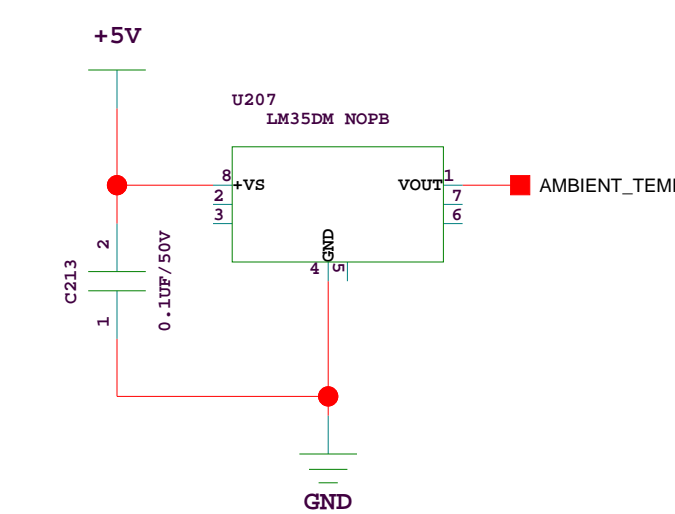 +5V
U207
LM35DM NOPB
8
+VS
VOUT
1
2
7
3
6
GND
4
5
2
C213
0.1UF/50V
1
AMBIENT_TEM
GND